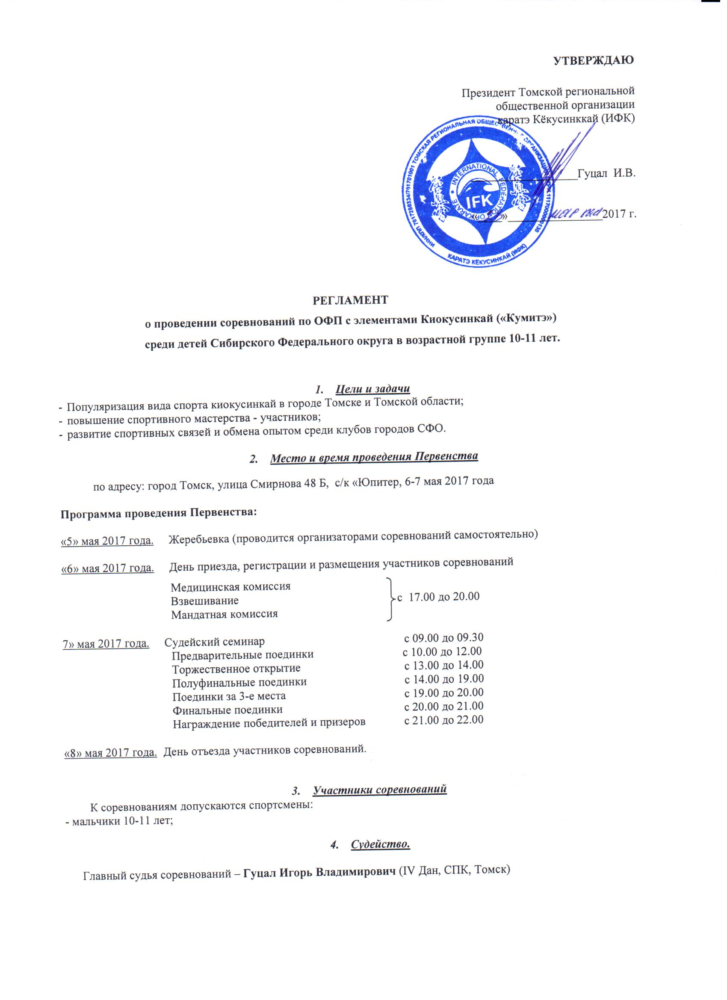 УТВЕРЖДАЮ
Президент Томской региональной
общественной организации
каратэ Кёкусинккай (ИФК)
Гуцал И.В.
« » марта 2017 г.
ТОМСКАЯ РЕГИОНАЛЬНАЯ ОБЩЕСТВЕННАЯ ОРГАНИЗАЦИЯ
КАРАТЭ КЁКУСИНКАЙ (ИФК)
ИНН/КПП
INTERNATIONAL FEDERATION OF KARATE
IFK
РЕГЛАМЕНТ
о проведении соревнований по ОФП с элементами Киокусинкай («Кумитэ»)
среди детей Сибирского Федерального округа в возрастной группе 10-11 лет.
1. Цели и задачи
- Популяризация вида спорта киокусинкай в городе Томске и Томской области;
- повышение спортивного мастерства - участников;
- развитие спортивных связей и обмена опытом среди клубов городов СФО.
2. Место и время проведения Первенства
по адресу: город Томск, улица Смирнова 48 Б, с/к «Юпитер, 6-7 мая 2017 года
Программа проведения Первенства:
«5» мая 2017 года. Жеребьевка (проводится организаторами соревнований самостоятельно)
«6» мая 2017 года. День приезда, регистрации и размещения участников соревнований
Медицинская комиссия
Взвешивание с 17.00 до 20.00
Мандатная комиссия
7» мая 2017 года. Судейский семинар с 09.00 до 09.30
Предварительные поединки с 10.00 до 12.00
Торжественное открытие с 13.00 до 14.00
Полуфинальные поединки с 14.00 до 19.00
Поединки за 3-е места с 19.00 до 20.00
Финальные поединки с 20.00 до 21.00
Награждение победителей и призеров с 21.00 до 22.00
«8» мая 2017 года. День отъезда участников соревнований.
3. Участники соревнований
К соревнованиям допускаются спортсмены:
- мальчики 10-11 лет;
4. Судейство.
Главный судья соревнований – Гуцал Игорь Владимирович (IV Дан, СПК, Томск)